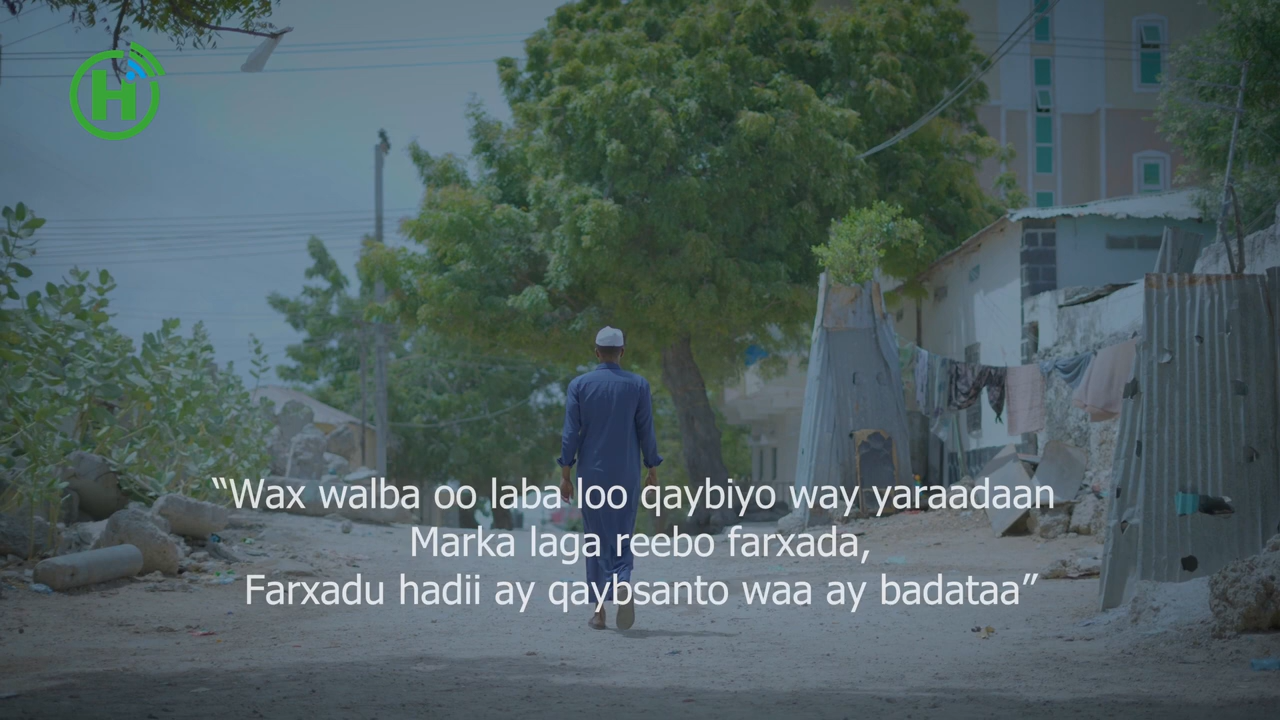 H
“Wax walba oo laba loo qaybiyo way yaraadaan
Marka laga reebo farxada,
Farxadu hadii ay qaybsanto waa ay badataa”